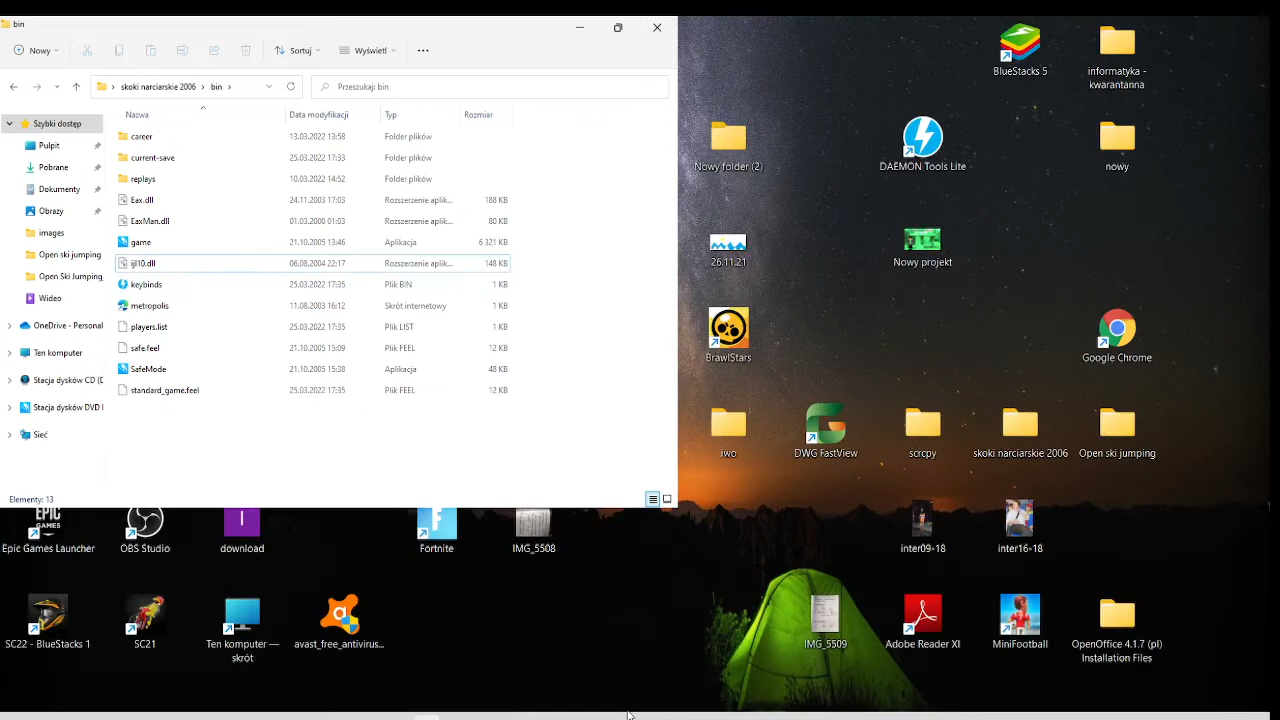 bin
Nowy
Sortuj
Wyświetl
skoki narciarskie 2006
bin
Przeszukaj: bin
Nazwa
Data modyfikacji
Typ
Rozmiar
career 13.03.2022 13:58 Folder plików
current-save 25.03.2022 17:33 Folder plików
replays 10.03.2022 14:52 Folder plików
Eax.dll 24.11.2003 17:03 Rozszerzenie aplik... 188 KB
EaxMan.dll 01.03.2000 01:03 Rozszerzenie aplik... 80 KB
game 21.10.2005 13:46 Aplikacja 6 321 KB
ijl10.dll 06.08.2004 22:17 Rozszerzenie aplik... 148 KB
keybinds 25.03.2022 17:35 Plik BIN 1 KB
metropolis 11.08.2003 16:12 Skrót internetowy 1 KB
players.list 25.03.2022 17:35 Plik LIST 1 KB
safe.feel 21.10.2005 15:09 Plik FEEL 12 KB
SafeMode 21.10.2005 15:38 Aplikacja 48 KB
standard_game.feel 25.03.2022 17:35 Plik FEEL 12 KB
Szybki dostęp
Pulpit
Pobrane
Dokumenty
Obrazy
images
Open ski jumping
Open Ski Jumping
Wideo
OneDrive - Personal
Ten komputer
Stacja dysków CD (D
Stacja dysków DVD
Sieć
Elementy: 13
BlueStacks 5
informatyka -
kwarantanna
Nowy folder (2)
DAEMON Tools Lite
nowy
26.11.21
Nowy projekt
BrawlStars
Google Chrome
iwo
DWG FastView
scrcpy
skoki narciarskie 2006
Open ski jumping
EPIC
GAMES
Epic Games Launcher
OBS Studio
download
Fortnite
IMG_5508
inter09-18
inter16-18
SC22 - BlueStacks 1
SC21
Ten komputer —
skrót
avast_free_antivirus...
IMG_5509
Adobe Reader XI
MiniFootball
OpenOffice 4.1.7 (pl)
Installation Files